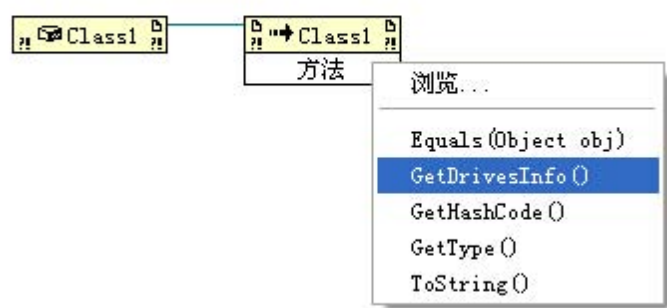 Class1
Class1
方法
浏览...
Equals(Object obj)
GetDrivesInfo()
GetHashCode()
GetType()
ToString()